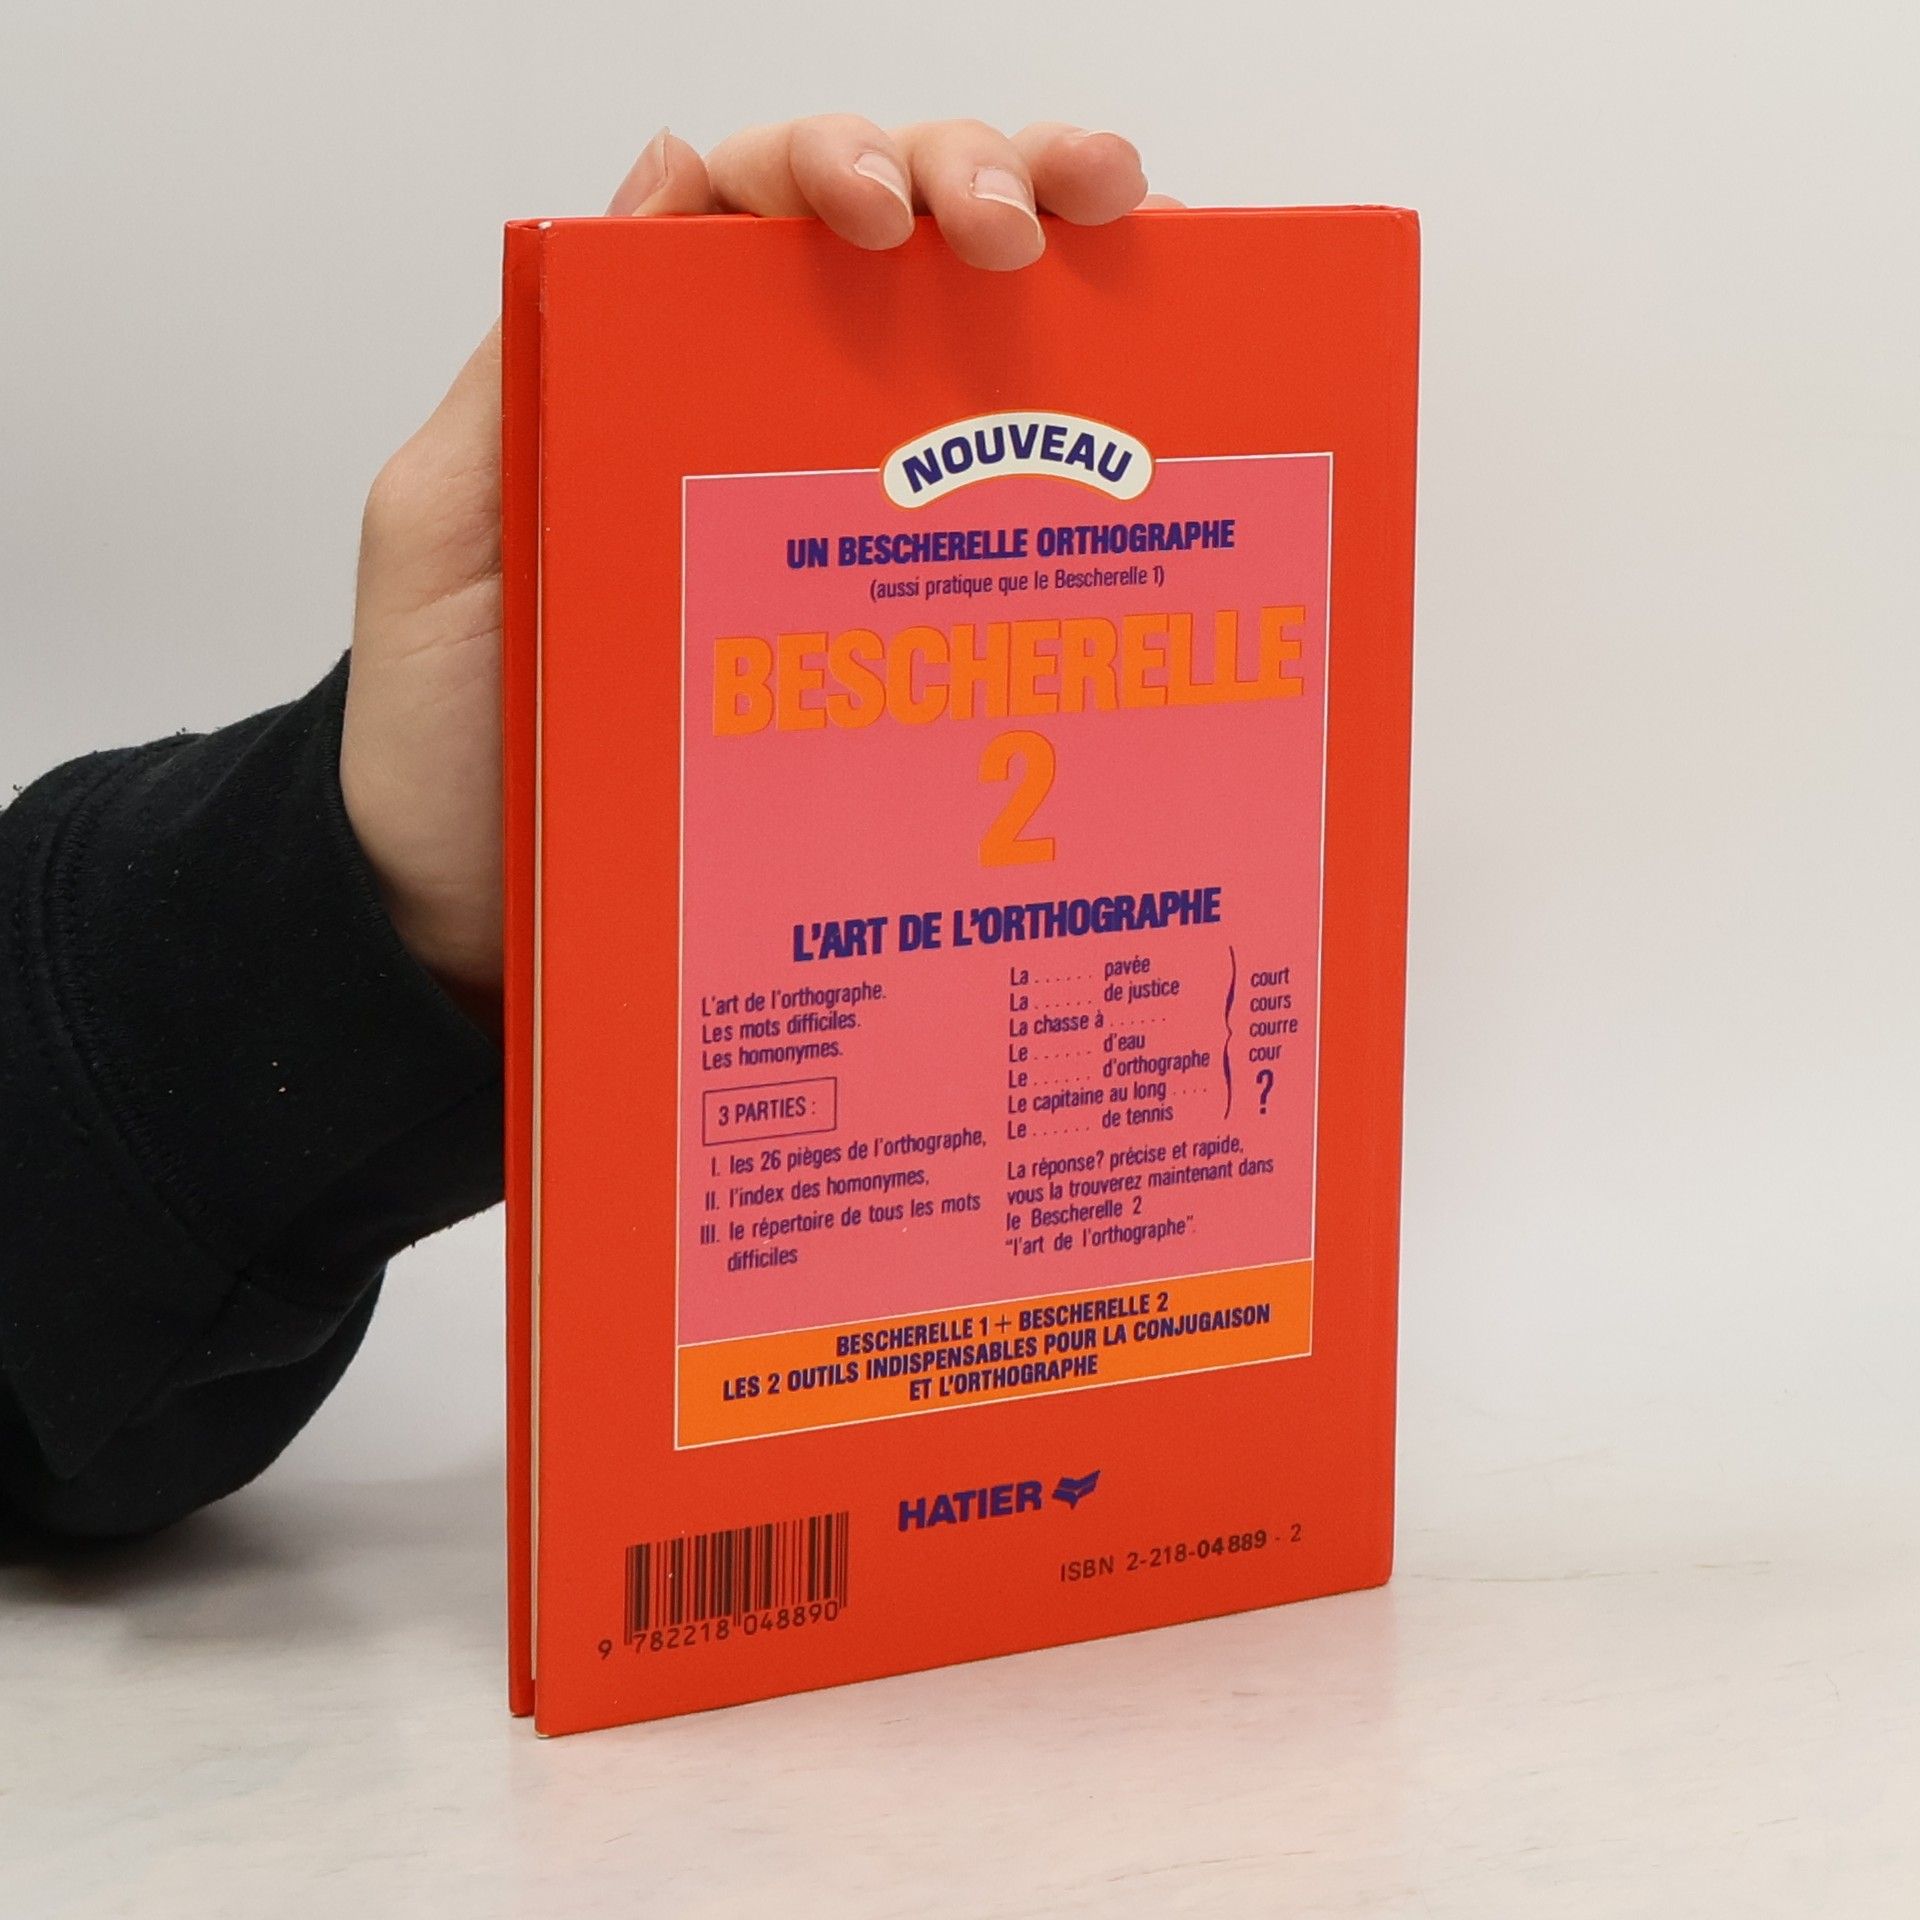 NOUVEAU
UN BESCHERELLE ORTHOGRAPHE
(aussi pratique que le Bescherelle 1)
BESCHERELLE
2
L'ART DE L'ORTHOGRAPHE
L'art de l'orthographe.
Les mots difficiles.
Les homonymes.
3 PARTIES :
I. les 26 pièges de l'orthographe,
II. l'index des homonymes,
III. le répertoire de tous les mots
difficiles
La ...... pavée
La ...... de justice
La chasse à ......
Le ...... d'eau
Le ...... d'orthographe
Le capitaine au long ....
Le ...... de tennis
court
cours
courre
cour
?
La réponse? précise et rapide,
vous la trouverez maintenant dans
le Bescherelle 2
"l'art de l'orthographe".
BESCHERELLE 1 + BESCHERELLE 2
LES 2 OUTILS INDISPENSABLES POUR LA CONJUGAISON
ET L'ORTHOGRAPHE
HATIER
ISBN 2-218-04889-2
9 782218 048890